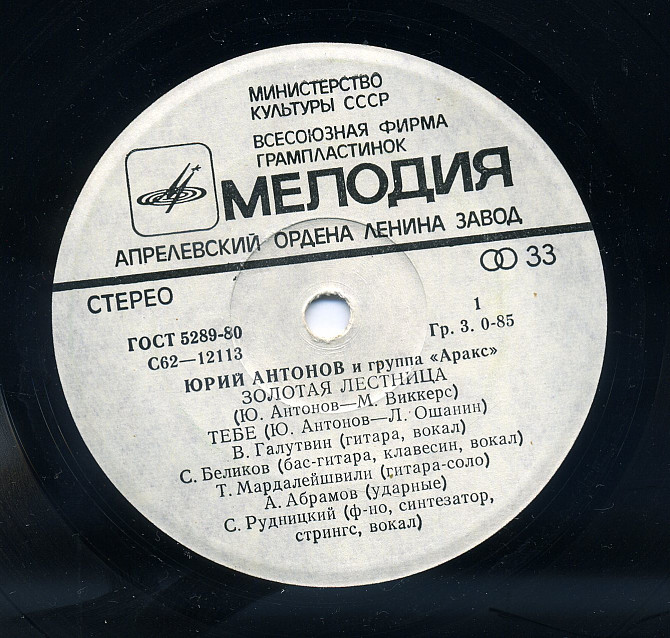 МИНИСТЕРСТВО
КУЛЬТУРЫ СССР
ВСЕСОЮЗНАЯ ФИРМА
ГРАМПЛАСТИНОК
МЕЛОДИЯ
АПРЕЛЕВСКИЙ ОРДЕНА ЛЕНИНА ЗАВОД
СТЕРЕО
33
ГОСТ 5289-80
С62—12113
1
Гр. 3. 0-85
ЮРИЙ АНТОНОВ и группа «Аракс»
ЗОЛОТАЯ ЛЕСТНИЦА
(Ю. Антонов—М. Виккерс)
ТЕБЕ (Ю. Антонов—Л. Ошанин)
В. Галутвин (гитара, вокал)
С. Беликов (бас-гитара, клавесин, вокал)
Т. Мардалейшвили (гитара-соло)
А. Абрамов (ударные)
С. Рудницкий (ф-но, синтезатор,
стрингс, вокал)